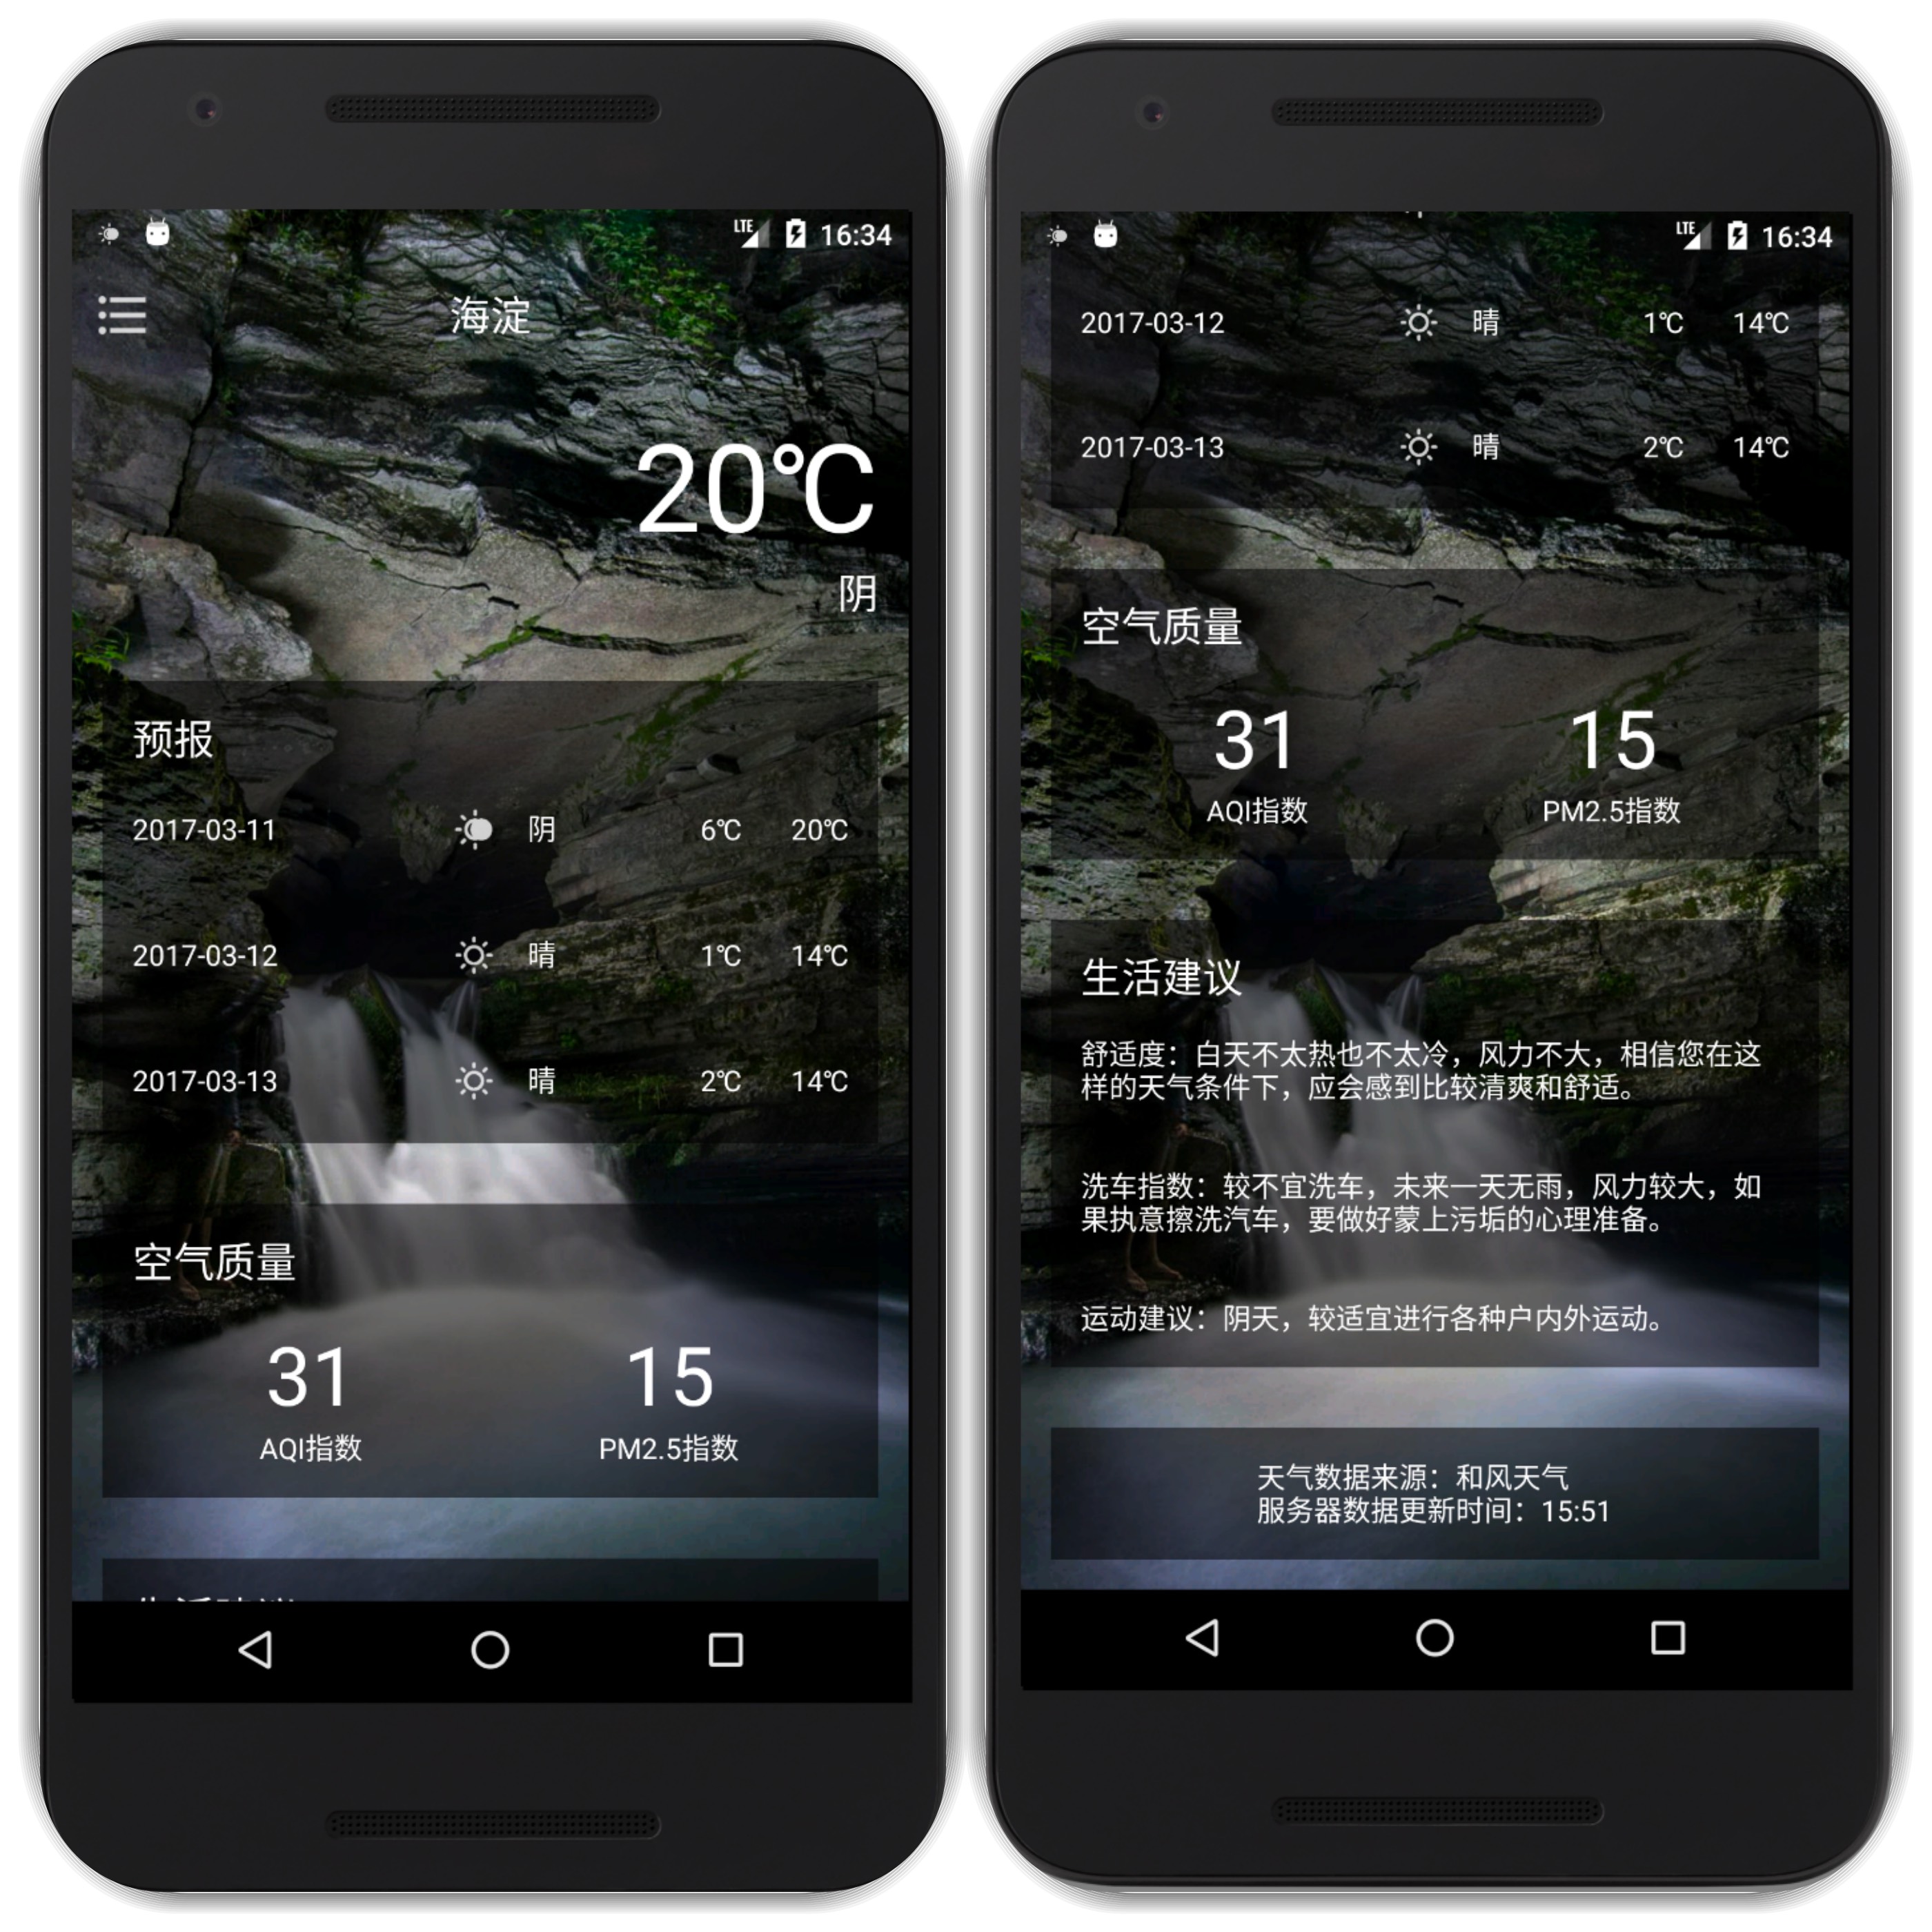 LTE 16:34
海淀
20℃
阴
预报
2017-03-11 阴 6℃ 20℃
2017-03-12 晴 1℃ 14℃
2017-03-13 晴 2℃ 14℃
空气质量
31 15
AQI指数 PM2.5指数
LTE 16:34
2017-03-12 晴 1℃ 14℃
2017-03-13 晴 2℃ 14℃
空气质量
31 15
AQI指数 PM2.5指数
生活建议
舒适度：白天不太热也不太冷，风力不大，相信您在这
样的天气条件下，应会感到比较清爽和舒适。
洗车指数：较不宜洗车，未来一天无雨，风力较大，如
果执意擦洗汽车，要做好蒙上污垢的心理准备。
运动建议：阴天，较适宜进行各种户内外运动。
天气数据来源：和风天气
服务器数据更新时间：15:51